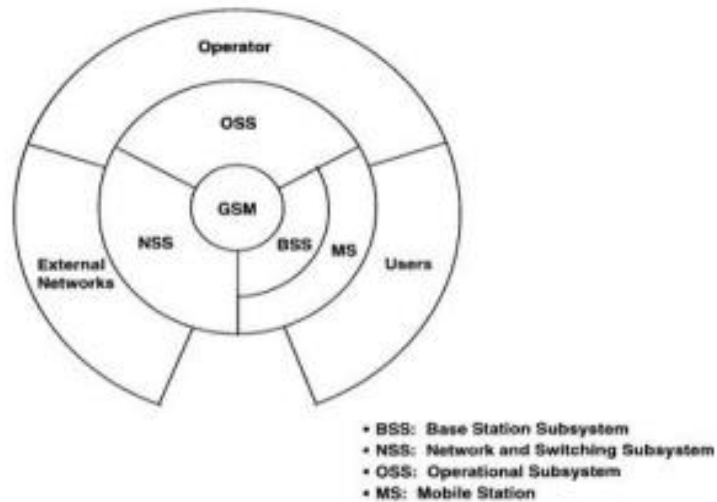 Operator
OSS
GSM
NSS
BSS
MS
External
Networks
Users
• BSS: Base Station Subsystem
• NSS: Network and Switching Subsystem
• OSS: Operational Subsystem
• MS: Mobile Station